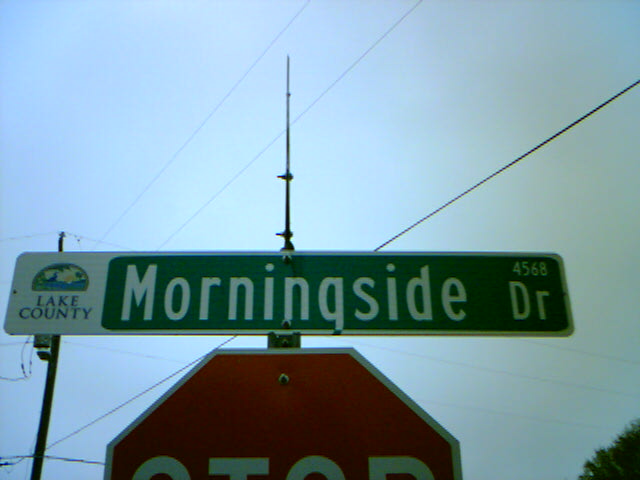 LAKE
COUNTY
Morningside Dr
4568
STOP